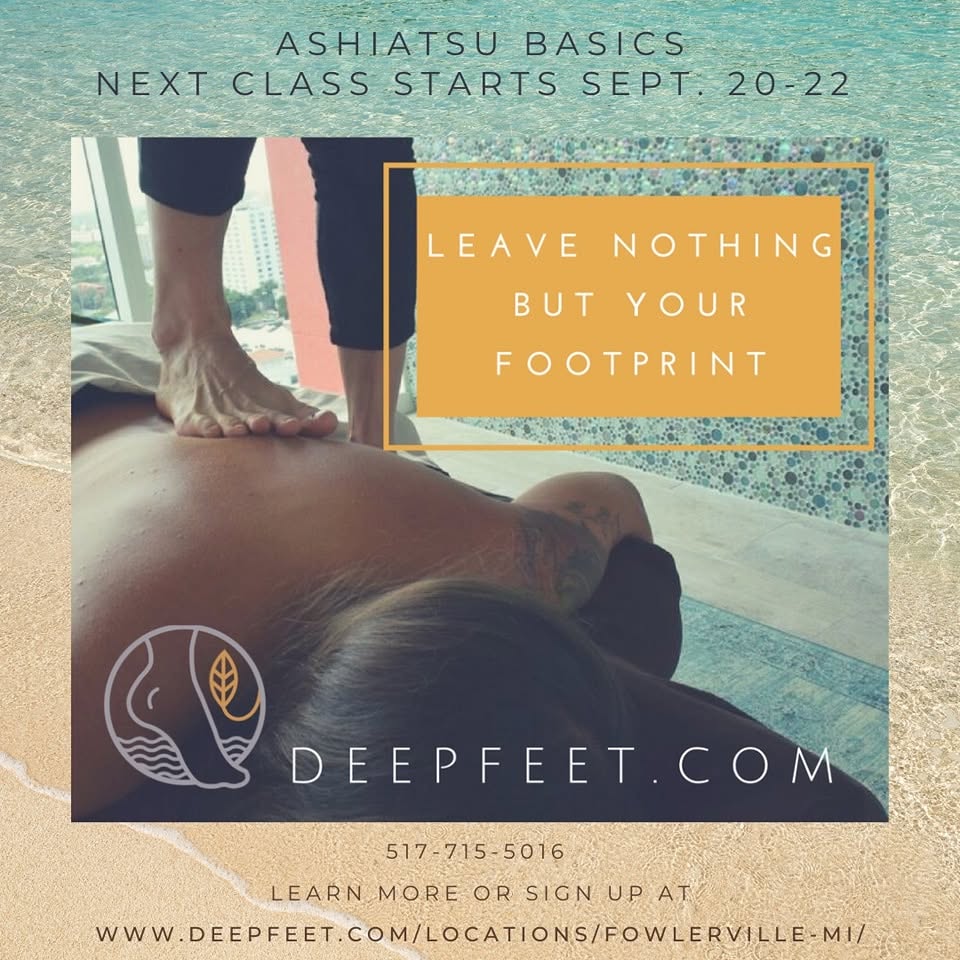 ASHIATSU BASICS
NEXT CLASS STARTS SEPT. 20-22
LEAVE NOTHING
BUT YOUR
FOOTPRINT
DEEPFEET.COM
517-715-5016
LEARN MORE OR SIGN UP AT
WWW.DEEPFEET.COM/LOCATIONS/FOWLERVILLE-MI/